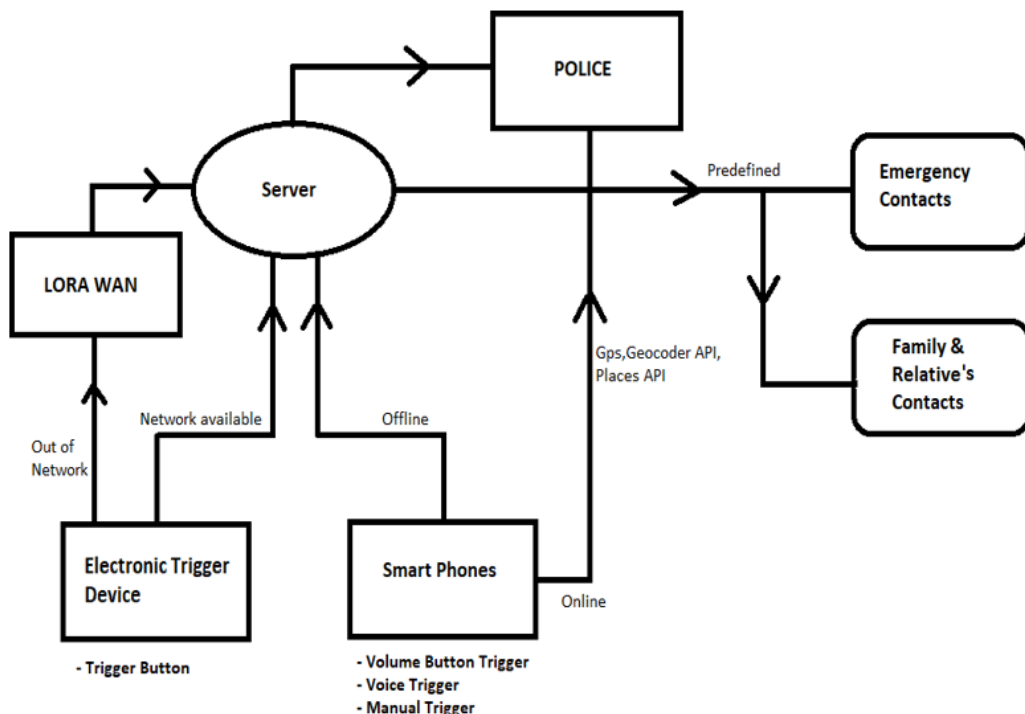 POLICE
Server
Predefined
Emergency
Contacts
LORA WAN
Gps,Geocoder API,
Places API
Family &
Relative's
Contacts
Network available
Offline
Out of
Network
Electronic Trigger
Device
Smart Phones
Online
- Trigger Button
- Volume Button Trigger
- Voice Trigger
- Manual Trigger